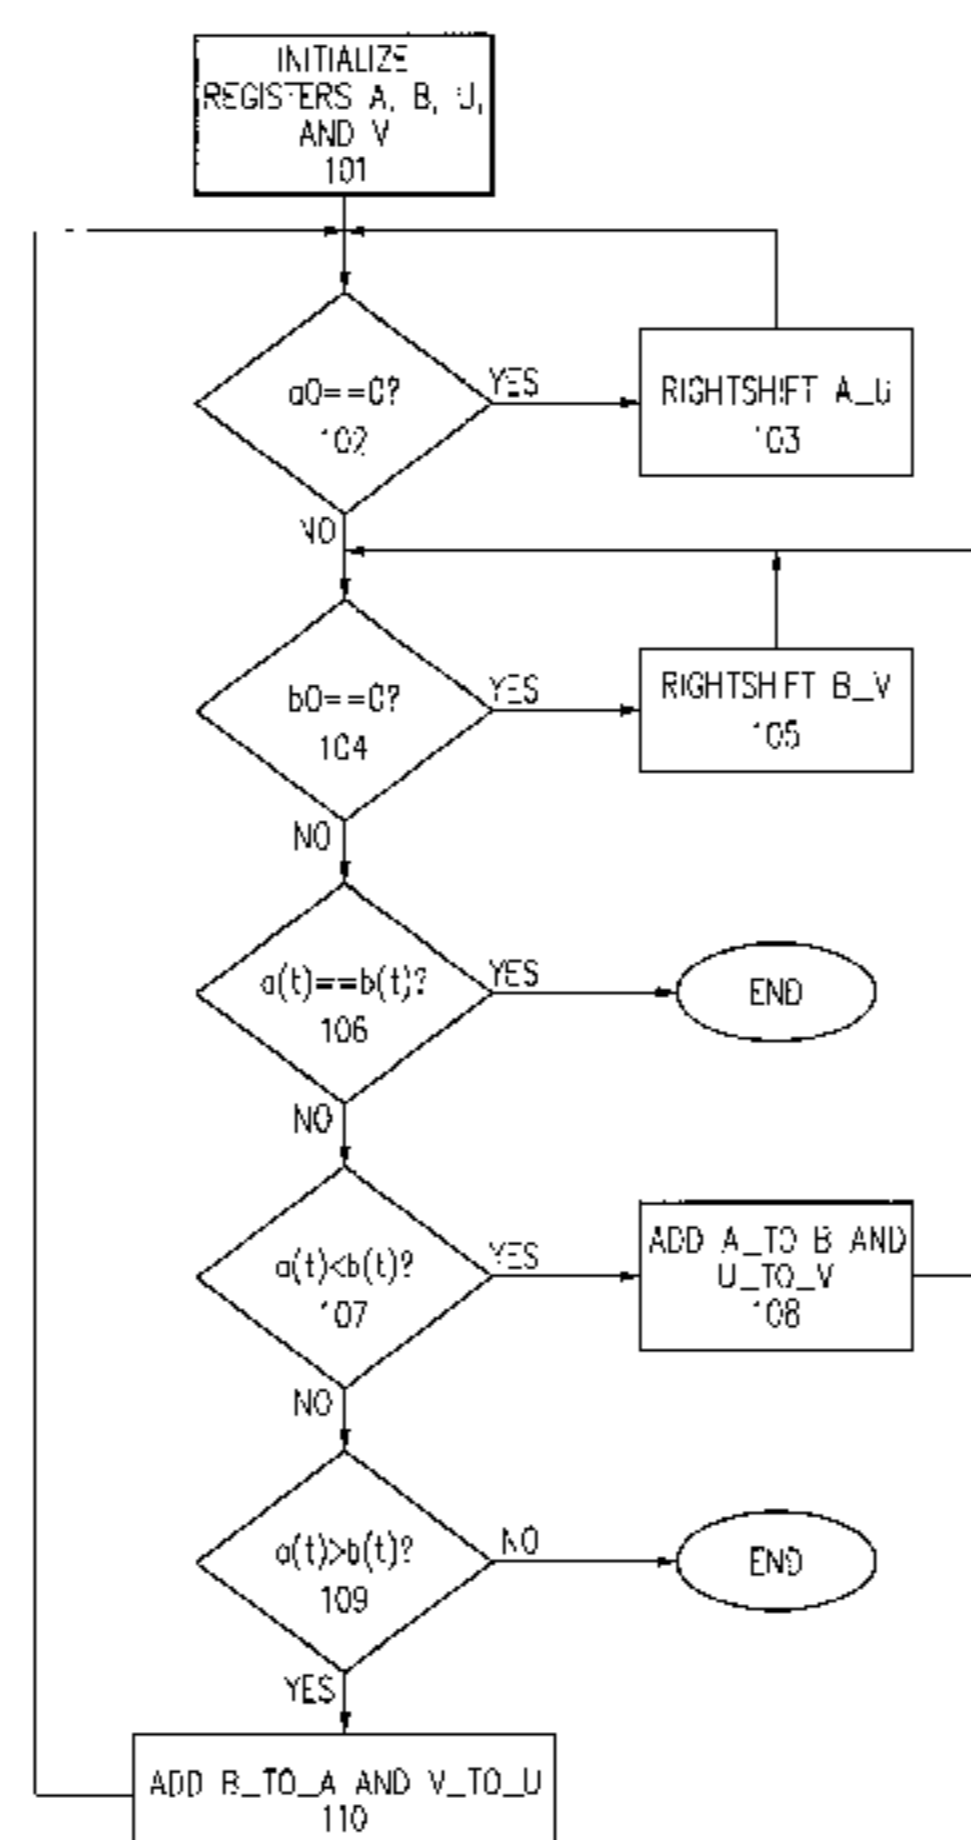 INITIALIZE
REGISTERS A, B, U,
AND V
101
a0==0?
102
YES
RIGHTSHIFT A_U
103
NO
b0==0?
104
YES
RIGHTSHIFT B_V
105
NO
a(t)==b(t)?
106
YES
END
NO
a(t)<b(t)?
107
YES
ADD A_TO B AND
U_TO_V
108
NO
a(t)>b(t)?
109
NO
END
YES
ADD B_TO_A AND V_TO_U
110